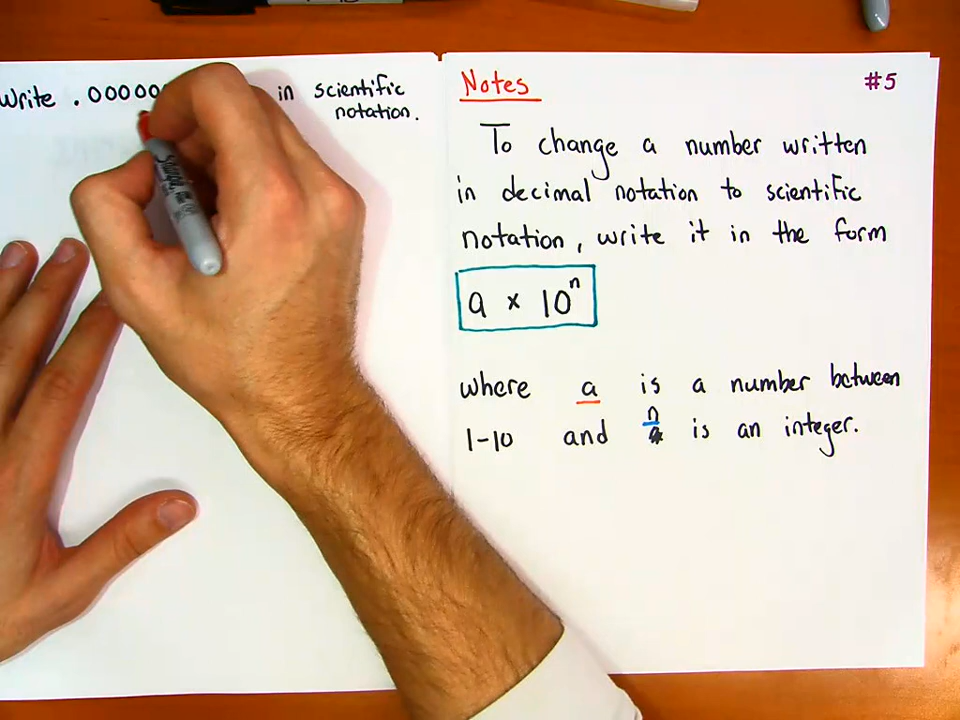 Write .00000 in scientific
notation.
Notes
#5
To change a number written
in decimal notation to scientific
notation, write it in the form
a × 10ⁿ
where a is a number between
1-10 and n is an integer.
Sharpie